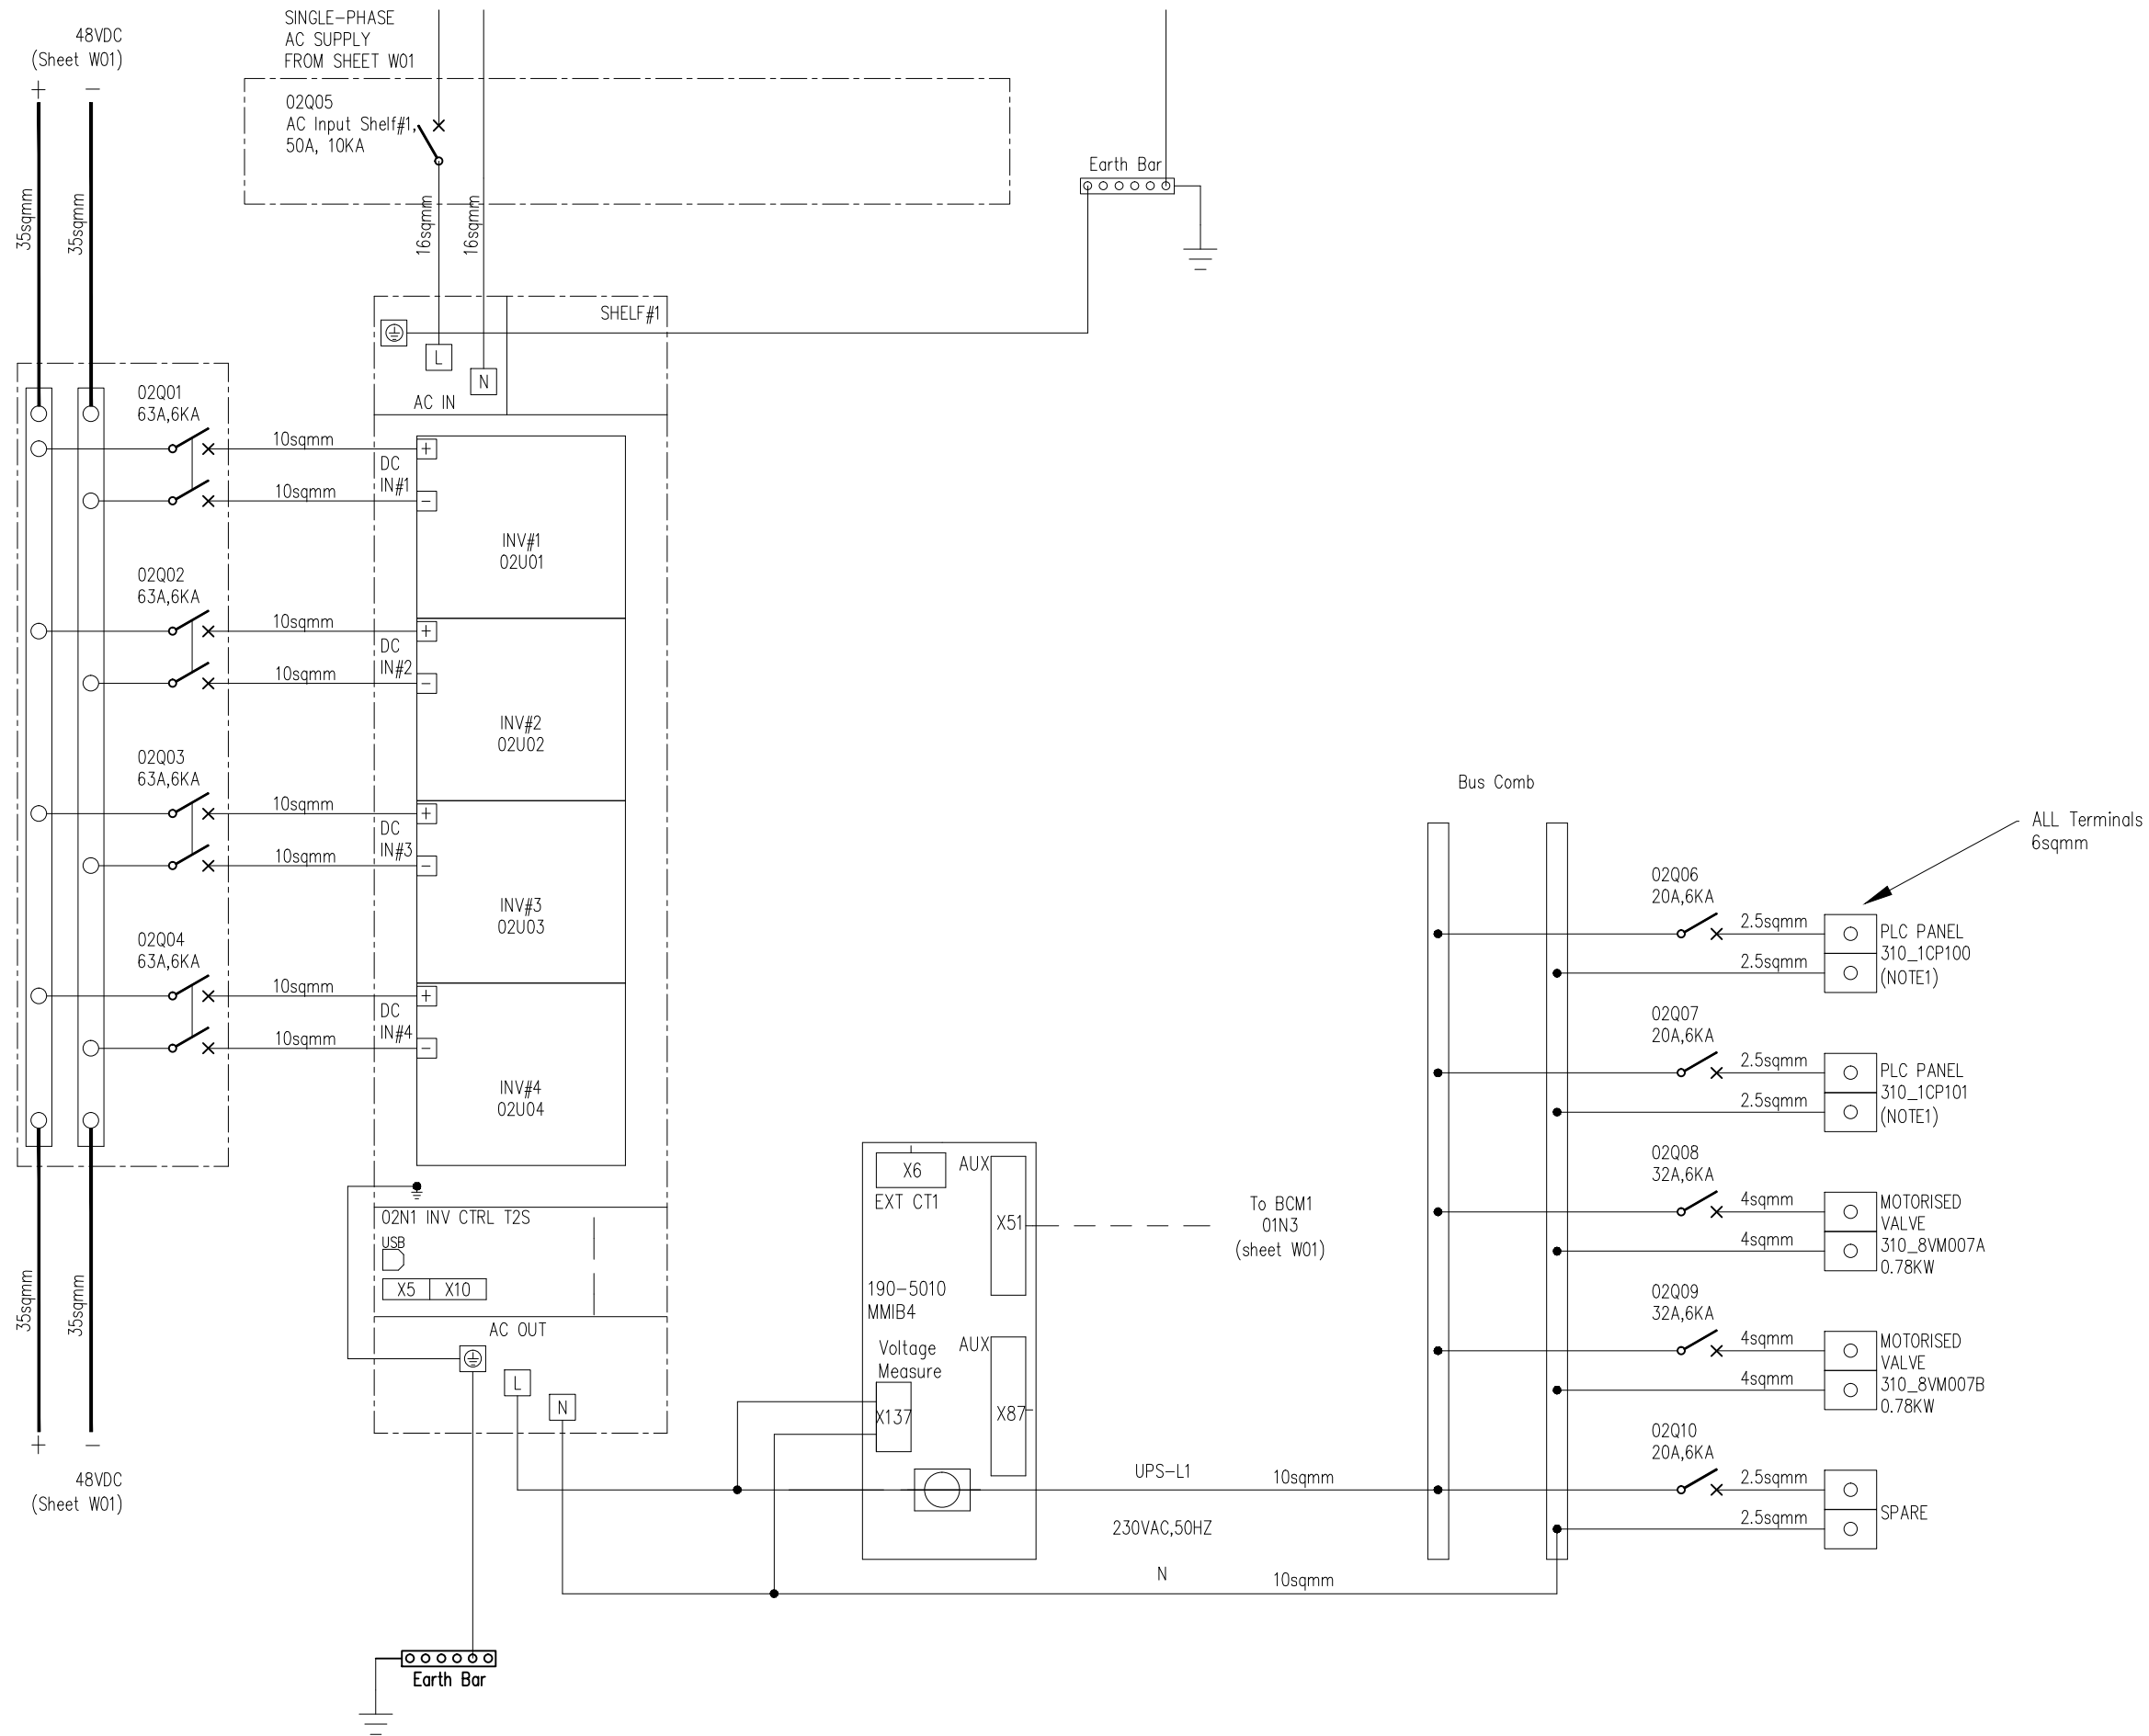 48VDC
(Sheet W01)
+
−
35sqmm
35sqmm
SINGLE-PHASE
AC SUPPLY
FROM SHEET W01
02Q05
AC Input Shelf#1,
50A, 10KA
16sqmm
16sqmm
Earth Bar
SHELF#1
L
N
AC IN
02Q01
63A,6KA
10sqmm
10sqmm
+
DC
IN#1
−
INV#1
02U01
02Q02
63A,6KA
10sqmm
10sqmm
+
DC
IN#2
−
INV#2
02U02
02Q03
63A,6KA
10sqmm
10sqmm
+
DC
IN#3
−
INV#3
02U03
02Q04
63A,6KA
10sqmm
10sqmm
+
DC
IN#4
−
INV#4
02U04
02N1 INV CTRL T2S
USB
X5
X10
AC OUT
L
N
35sqmm
35sqmm
+
−
48VDC
(Sheet W01)
Earth Bar
X6
EXT CT1
AUX
X51
190-5010
MMIB4
Voltage
Measure
AUX
X137
X87
To BCM1
01N3
(sheet W01)
UPS-L1
10sqmm
230VAC,50HZ
N
10sqmm
Bus Comb
ALL Terminals
6sqmm
02Q06
20A,6KA
2.5sqmm
2.5sqmm
PLC PANEL
310_1CP100
(NOTE1)
02Q07
20A,6KA
2.5sqmm
2.5sqmm
PLC PANEL
310_1CP101
(NOTE1)
02Q08
32A,6KA
4sqmm
4sqmm
MOTORISED
VALVE
310_8VM007A
0.78KW
02Q09
32A,6KA
4sqmm
4sqmm
MOTORISED
VALVE
310_8VM007B
0.78KW
02Q10
20A,6KA
2.5sqmm
2.5sqmm
SPARE